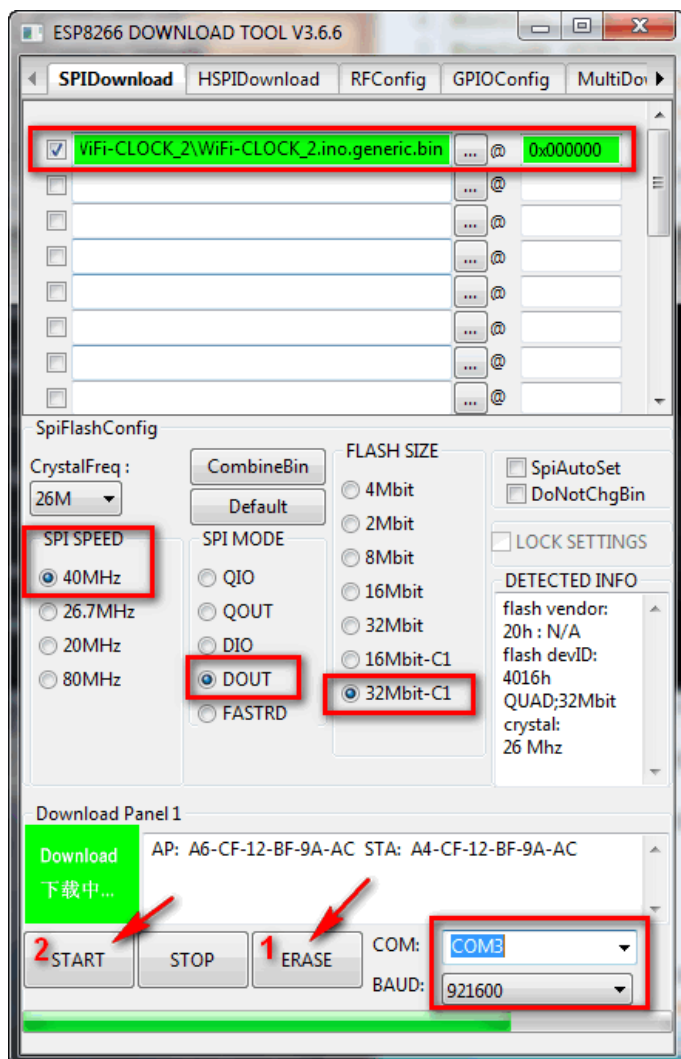 ESP8266 DOWNLOAD TOOL V3.6.6
SPIDownload HSPIDownload RFConfig GPIOConfig MultiDo
ViFi-CLOCK_2\WiFi-CLOCK_2.ino.generic.bin ... @ 0x000000
... @
... @
... @
... @
... @
... @
... @
SpiFlashConfig
CrystalFreq :
26M
CombineBin
Default
SPI SPEED
40MHz
26.7MHz
20MHz
80MHz
SPI MODE
QIO
QOUT
DIO
DOUT
FASTRD
FLASH SIZE
4Mbit
2Mbit
8Mbit
16Mbit
32Mbit
16Mbit-C1
32Mbit-C1
SpiAutoSet
DoNotChgBin
LOCK SETTINGS
DETECTED INFO
flash vendor:
20h : N/A
flash devID:
4016h
QUAD;32Mbit
crystal:
26 Mhz
Download Panel 1
Download
下载中...
AP: A6-CF-12-BF-9A-AC STA: A4-CF-12-BF-9A-AC
2 START STOP 1 ERASE
COM: COM3
BAUD: 921600